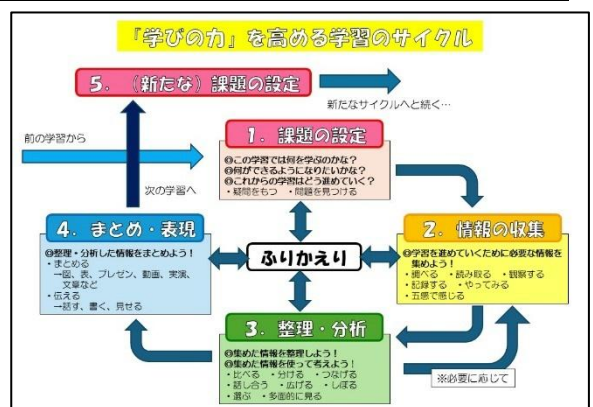 『学びの力』を高める学習のサイクル
5．（新たな）課題の設定
新たなサイクルへと続く…
前の学習から
1．課題の設定
◎この学習では何を学ぶのかな？
◎何ができるようになりたいかな？
◎これからの学習はどう進めていく？
・疑問をもつ　・問題を見つける
次の学習へ
4．まとめ・表現
◎整理・分析した情報をまとめよう！
・まとめる
→図、表、プレゼン、動画、実演、
文章など
・伝える
→話す、書く、見せる
ふりかえり
2．情報の収集
◎学習を進めていくために必要な情報を
集めよう！
・調べる　・読み取る　・観察する
・記録する　・やってみる
・五感で感じる
3．整理・分析
◎集めた情報を整理しよう！
◎集めた情報を使って考えよう！
・比べる　・分ける　・つなげる
・話し合う　・広げる　・しぼる
・選ぶ　・多面的に見る
※必要に応じて